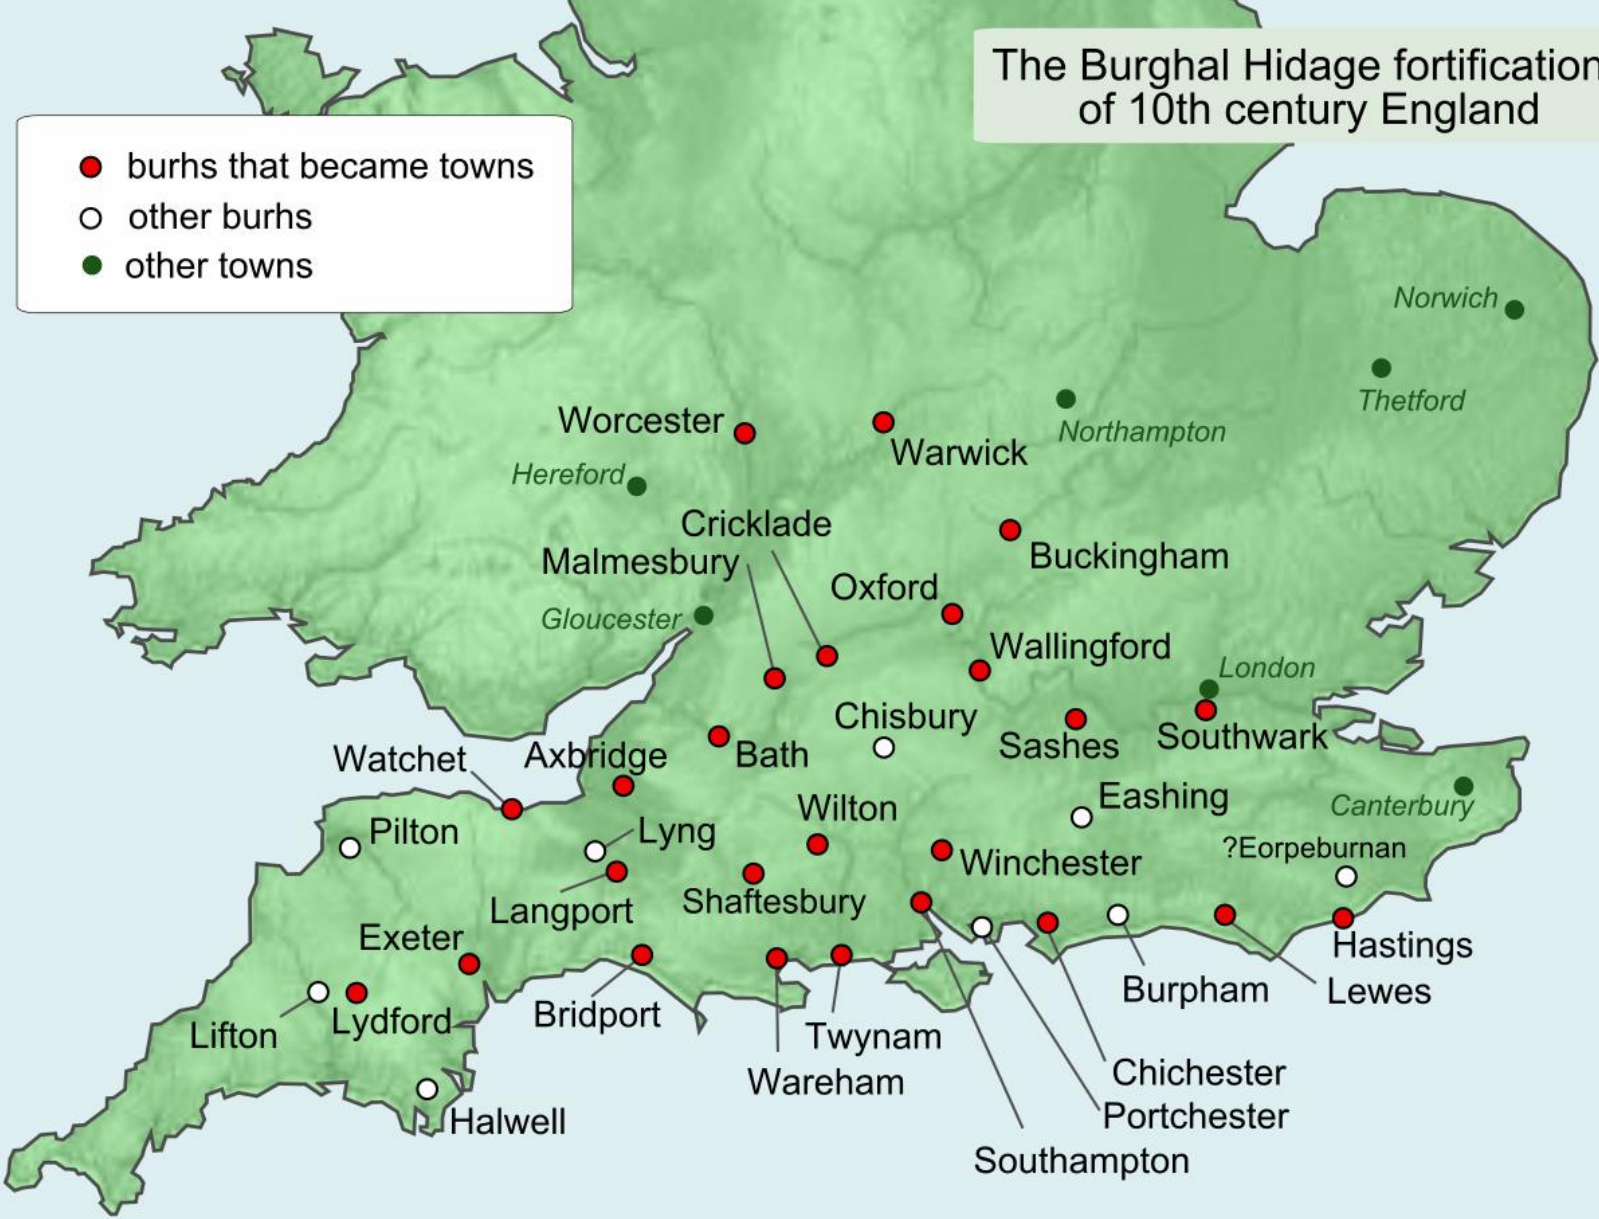 The Burghal Hidage fortification
of 10th century England
burhs that became towns
other burhs
other towns
Norwich
Thetford
Northampton
Worcester
Warwick
Hereford
Cricklade
Malmesbury
Buckingham
Oxford
Gloucester
Wallingford
London
Chisbury
Southwark
Sashes
Watchet
Axbridge
Bath
Eashing
Canterbury
Wilton
Pilton
Lyng
?Eorpeburnan
Winchester
Shaftesbury
Langport
Exeter
Hastings
Burpham
Lewes
Bridport
Lydford
Lifton
Twynam
Chichester
Wareham
Portchester
Halwell
Southampton